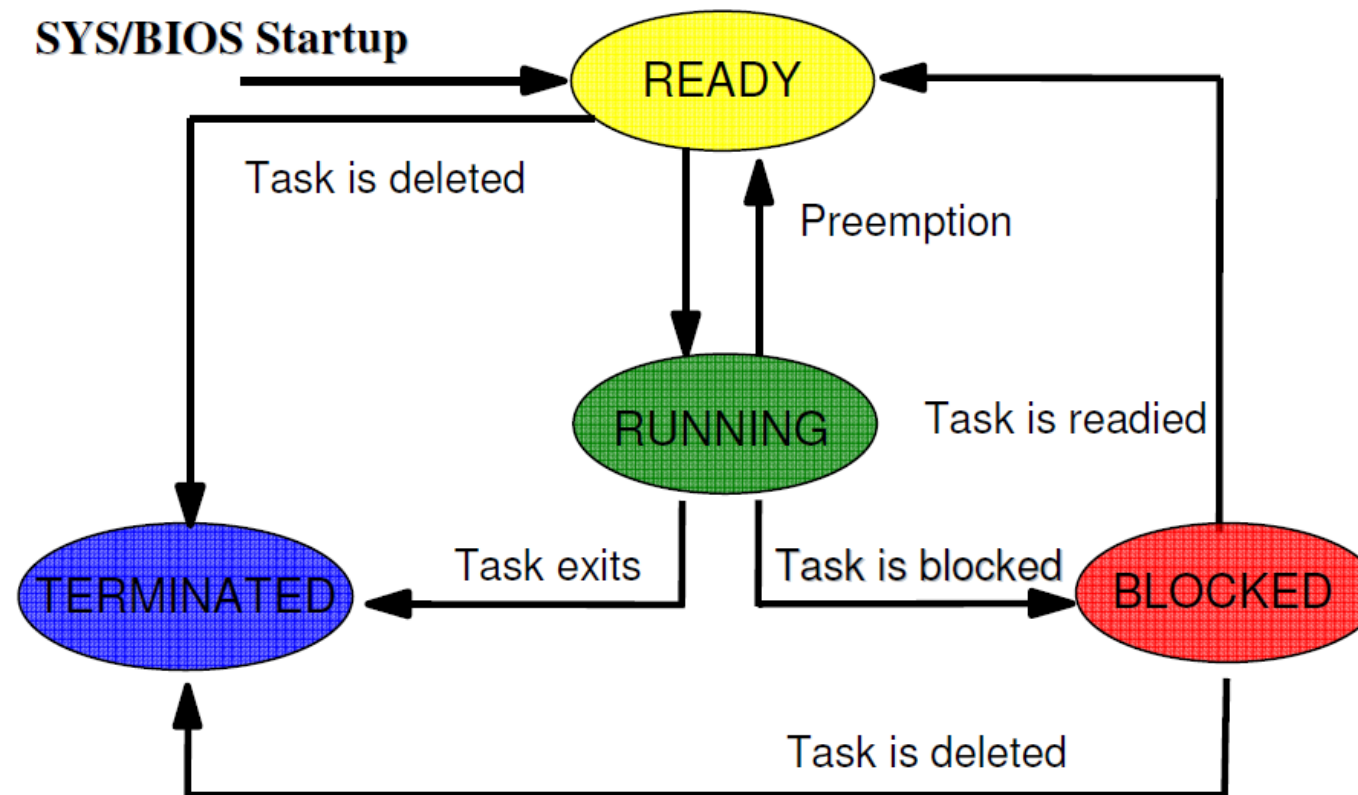 SYS/BIOS Startup
READY
Task is deleted
Preemption
RUNNING
Task is readied
Task exits
Task is blocked
TERMINATED
BLOCKED
Task is deleted